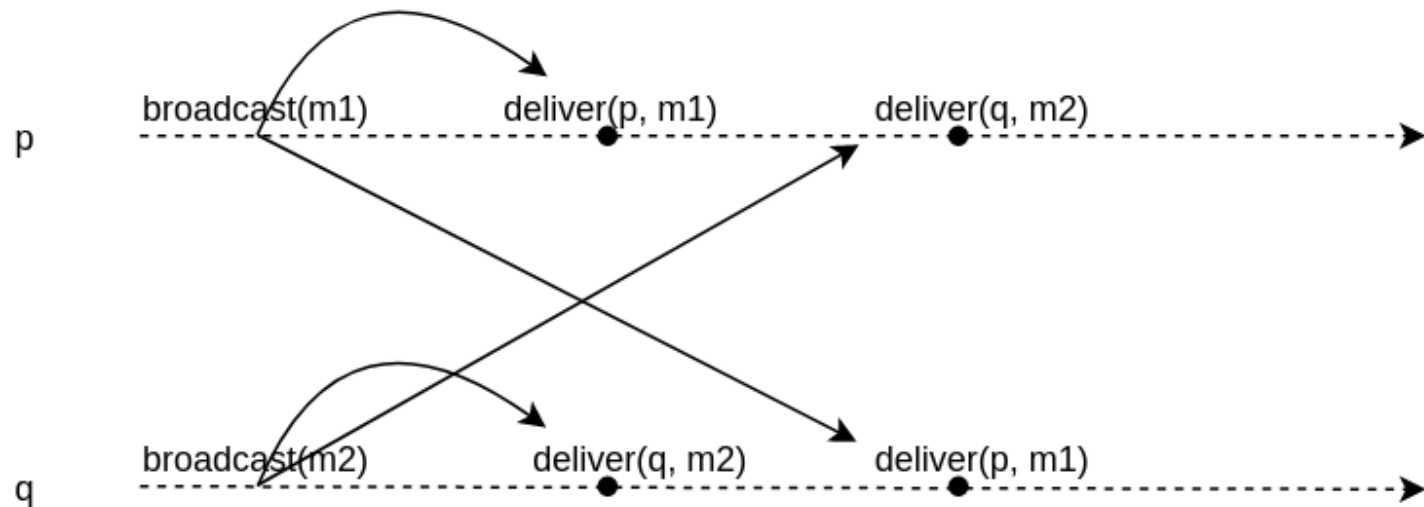 broadcast(m1) deliver(p, m1) deliver(q, m2)
p
broadcast(m2) deliver(q, m2) deliver(p, m1)
q